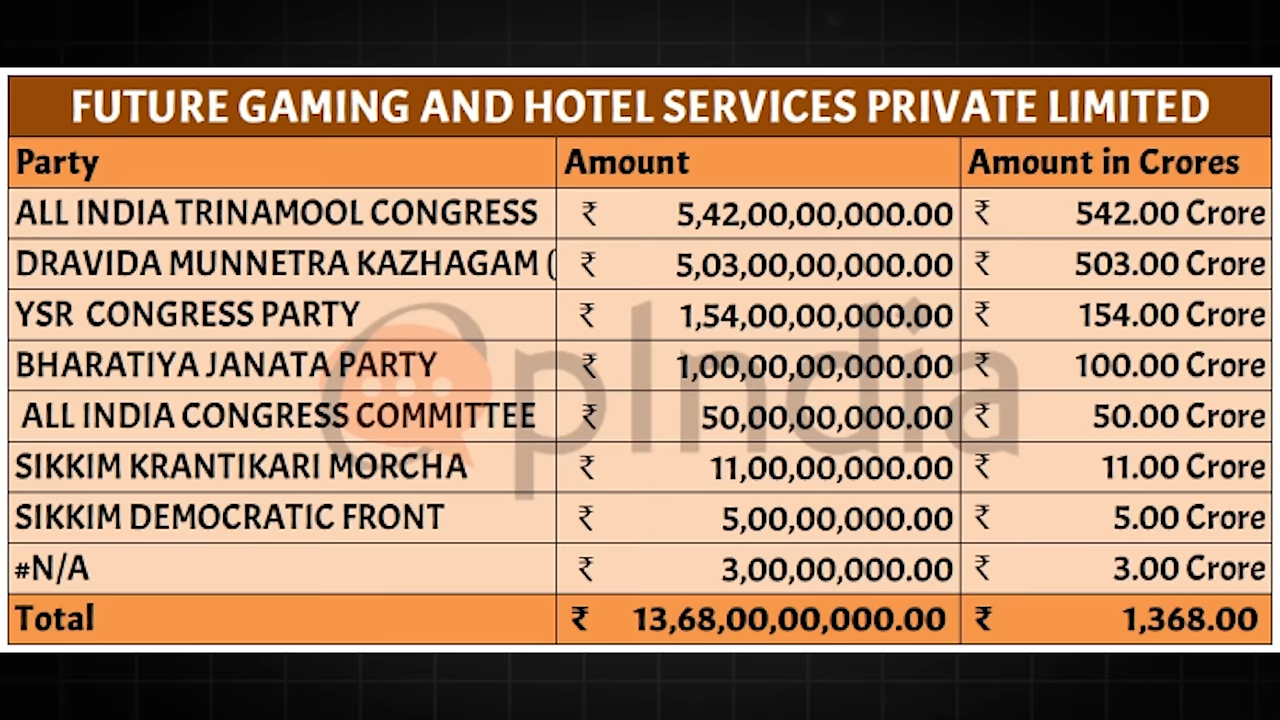 FUTURE GAMING AND HOTEL SERVICES PRIVATE LIMITED
Party Amount Amount in Crores
ALL INDIA TRINAMOOL CONGRESS ₹ 5,42,00,00,000.00 ₹ 542.00 Crore
DRAVIDA MUNNETRA KAZHAGAM ( ₹ 5,03,00,00,000.00 ₹ 503.00 Crore
YSR CONGRESS PARTY ₹ 1,54,00,00,000.00 ₹ 154.00 Crore
BHARATIYA JANATA PARTY ₹ 1,00,00,00,000.00 ₹ 100.00 Crore
ALL INDIA CONGRESS COMMITTEE ₹ 50,00,00,000.00 ₹ 50.00 Crore
SIKKIM KRANTIKARI MORCHA ₹ 11,00,00,000.00 ₹ 11.00 Crore
SIKKIM DEMOCRATIC FRONT ₹ 5,00,00,000.00 ₹ 5.00 Crore
#N/A ₹ 3,00,00,000.00 ₹ 3.00 Crore
Total ₹ 13,68,00,00,000.00 ₹ 1,368.00
OpIndia